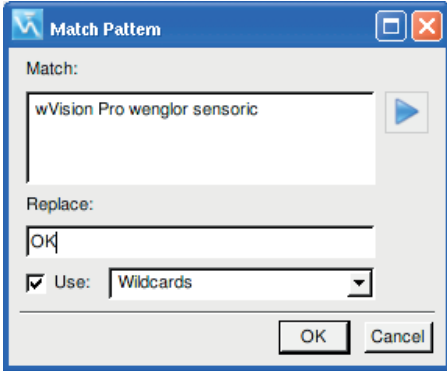 Match Pattern
Match:
wVision Pro wenglor sensoric
Replace:
OK
Use: Wildcards
OK Cancel